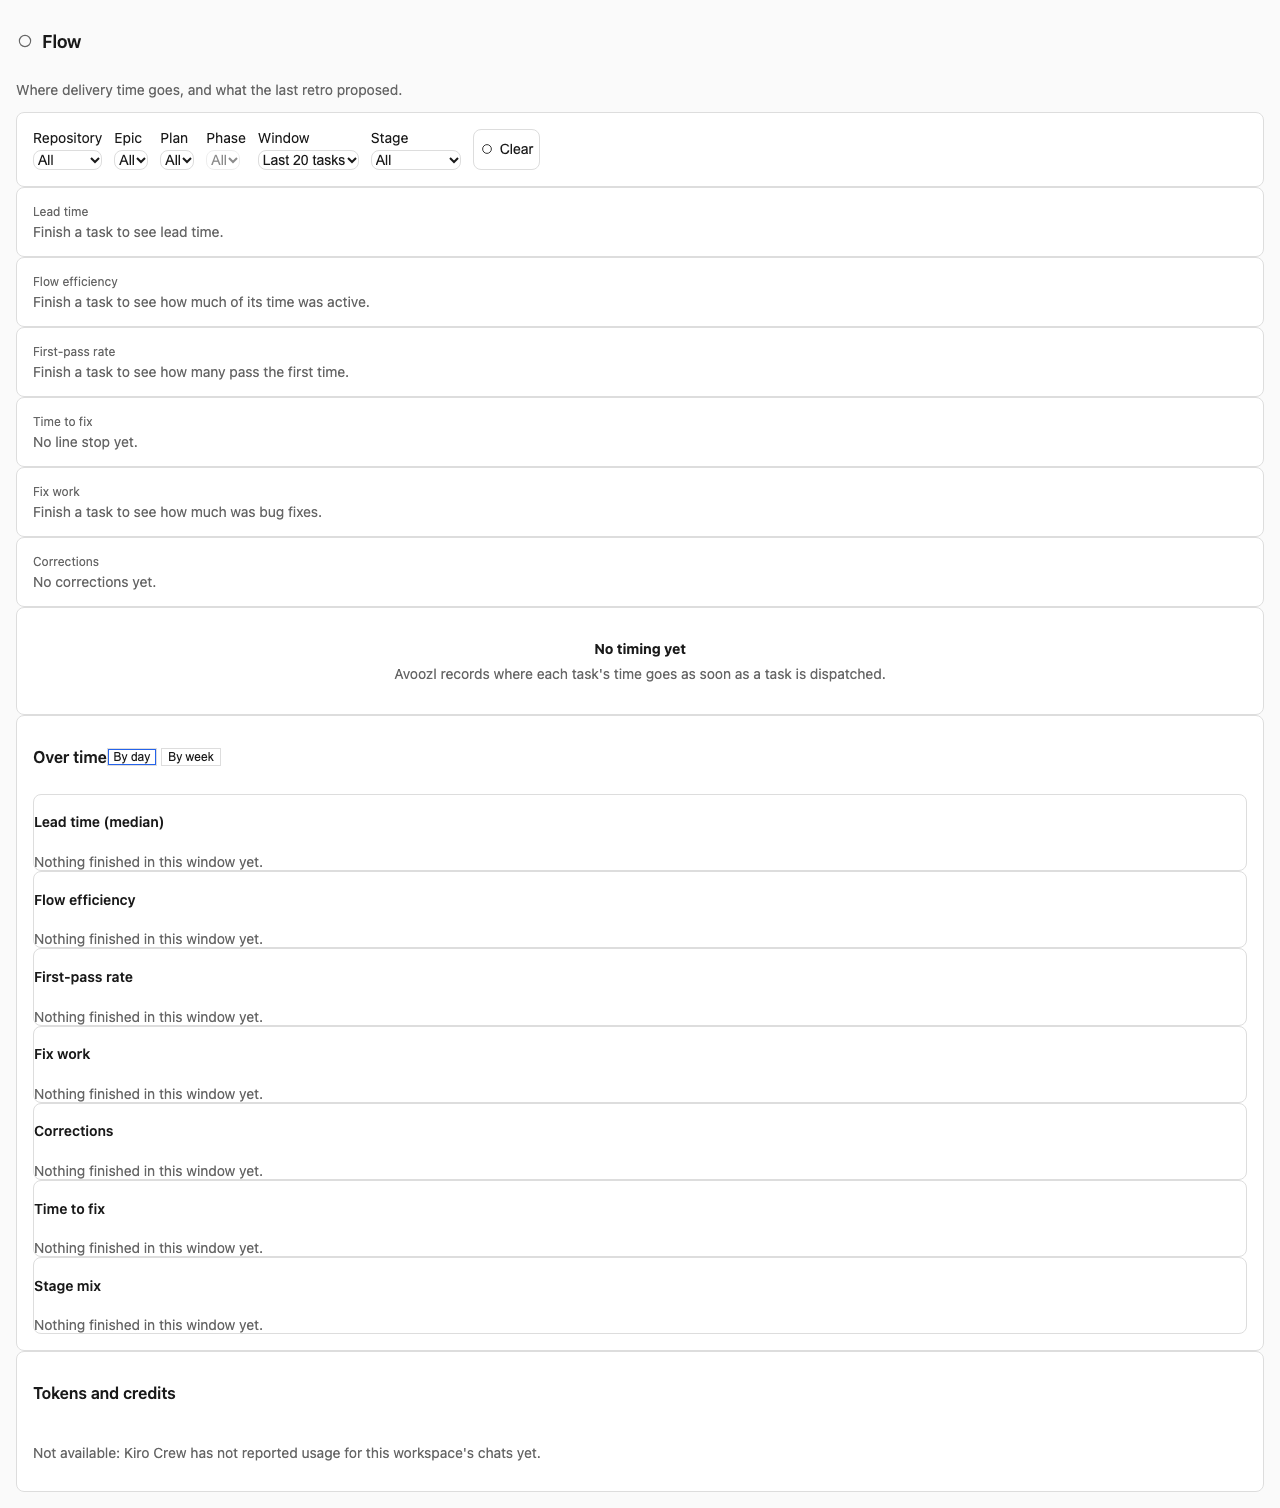 Flow
Where delivery time goes, and what the last retro proposed.
Repository Epic Plan Phase Window Stage
All All All All Last 20 tasks All Clear
Lead time
Finish a task to see lead time.
Flow efficiency
Finish a task to see how much of its time was active.
First-pass rate
Finish a task to see how many pass the first time.
Time to fix
No line stop yet.
Fix work
Finish a task to see how much was bug fixes.
Corrections
No corrections yet.
No timing yet
Avoozl records where each task's time goes as soon as a task is dispatched.
Over time By day By week
Lead time (median)
Nothing finished in this window yet.
Flow efficiency
Nothing finished in this window yet.
First-pass rate
Nothing finished in this window yet.
Fix work
Nothing finished in this window yet.
Corrections
Nothing finished in this window yet.
Time to fix
Nothing finished in this window yet.
Stage mix
Nothing finished in this window yet.
Tokens and credits
Not available: Kiro Crew has not reported usage for this workspace's chats yet.